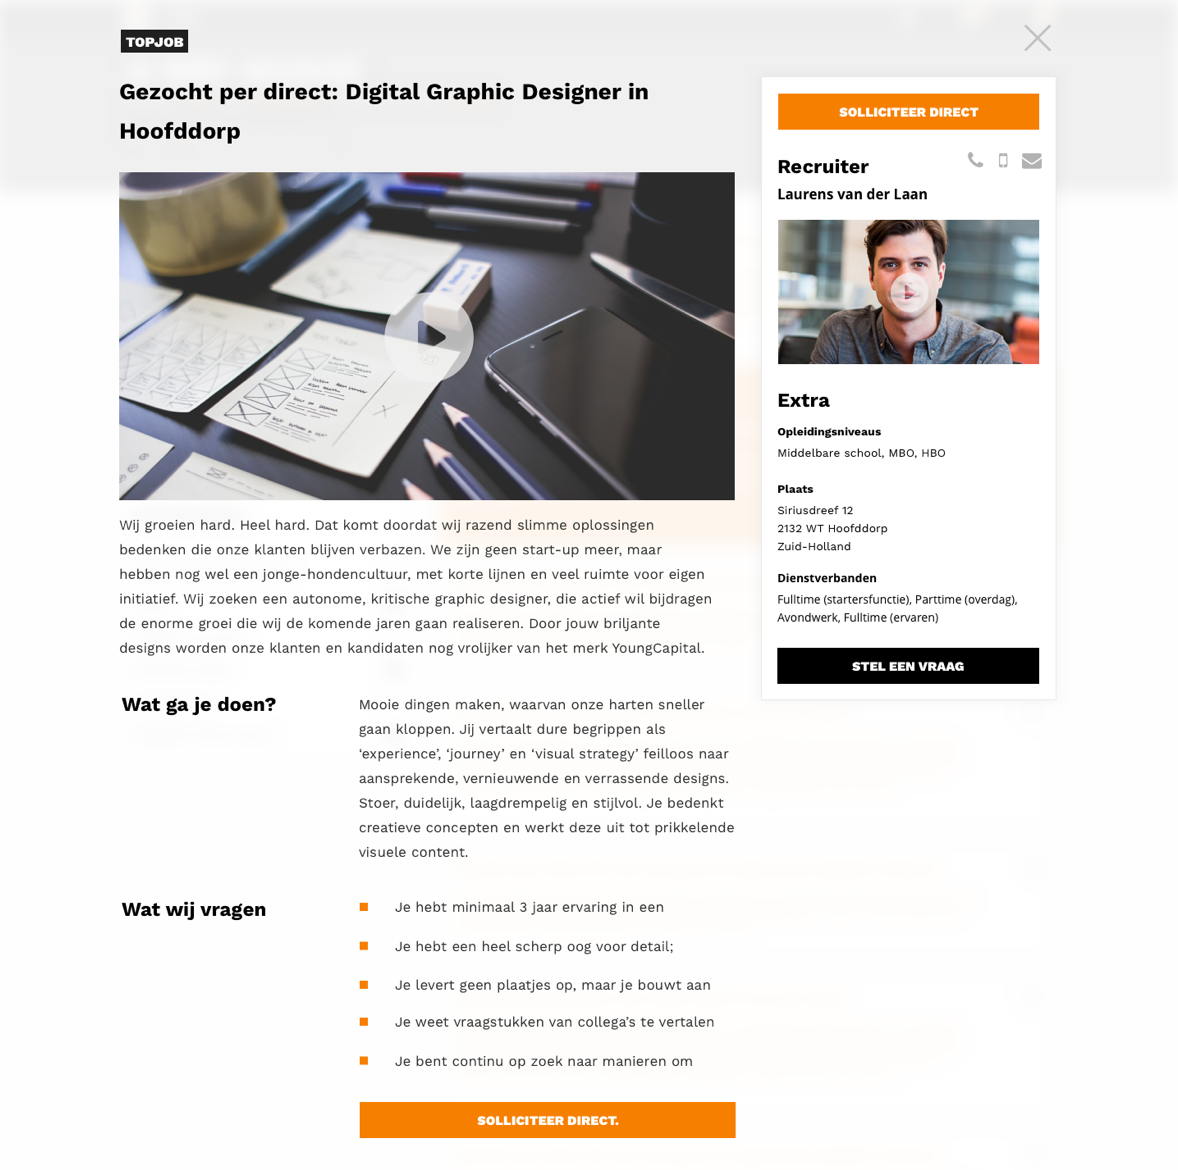 TOPJOB
Gezocht per direct: Digital Graphic Designer in
Hoofddorp
Wij groeien hard. Heel hard. Dat komt doordat wij razend slimme oplossingen
bedenken die onze klanten blijven verbazen. We zijn geen start-up meer, maar
hebben nog wel een jonge-hondencultuur, met korte lijnen en veel ruimte voor eigen
initiatief. Wij zoeken een autonome, kritische graphic designer, die actief wil bijdragen
de enorme groei die wij de komende jaren gaan realiseren. Door jouw briljante
designs worden onze klanten en kandidaten nog vrolijker van het merk YoungCapital.
Wat ga je doen?
Mooie dingen maken, waarvan onze harten sneller
gaan kloppen. Jij vertaalt dure begrippen als
‘experience’, ‘journey’ en ‘visual strategy’ feilloos naar
aansprekende, vernieuwende en verrassende designs.
Stoer, duidelijk, laagdrempelig en stijlvol. Je bedenkt
creatieve concepten en werkt deze uit tot prikkelende
visuele content.
Wat wij vragen
Je hebt minimaal 3 jaar ervaring in een
Je hebt een heel scherp oog voor detail;
Je levert geen plaatjes op, maar je bouwt aan
Je weet vraagstukken van collega’s te vertalen
Je bent continu op zoek naar manieren om
SOLLICITEER DIRECT.
SOLLICITEER DIRECT
Recruiter
Laurens van der Laan
Extra
Opleidingsniveaus
Middelbare school, MBO, HBO
Plaats
Siriusdreef 12
2132 WT Hoofddorp
Zuid-Holland
Dienstverbanden
Fulltime (startersfunctie), Parttime (overdag),
Avondwerk, Fulltime (ervaren)
STEL EEN VRAAG